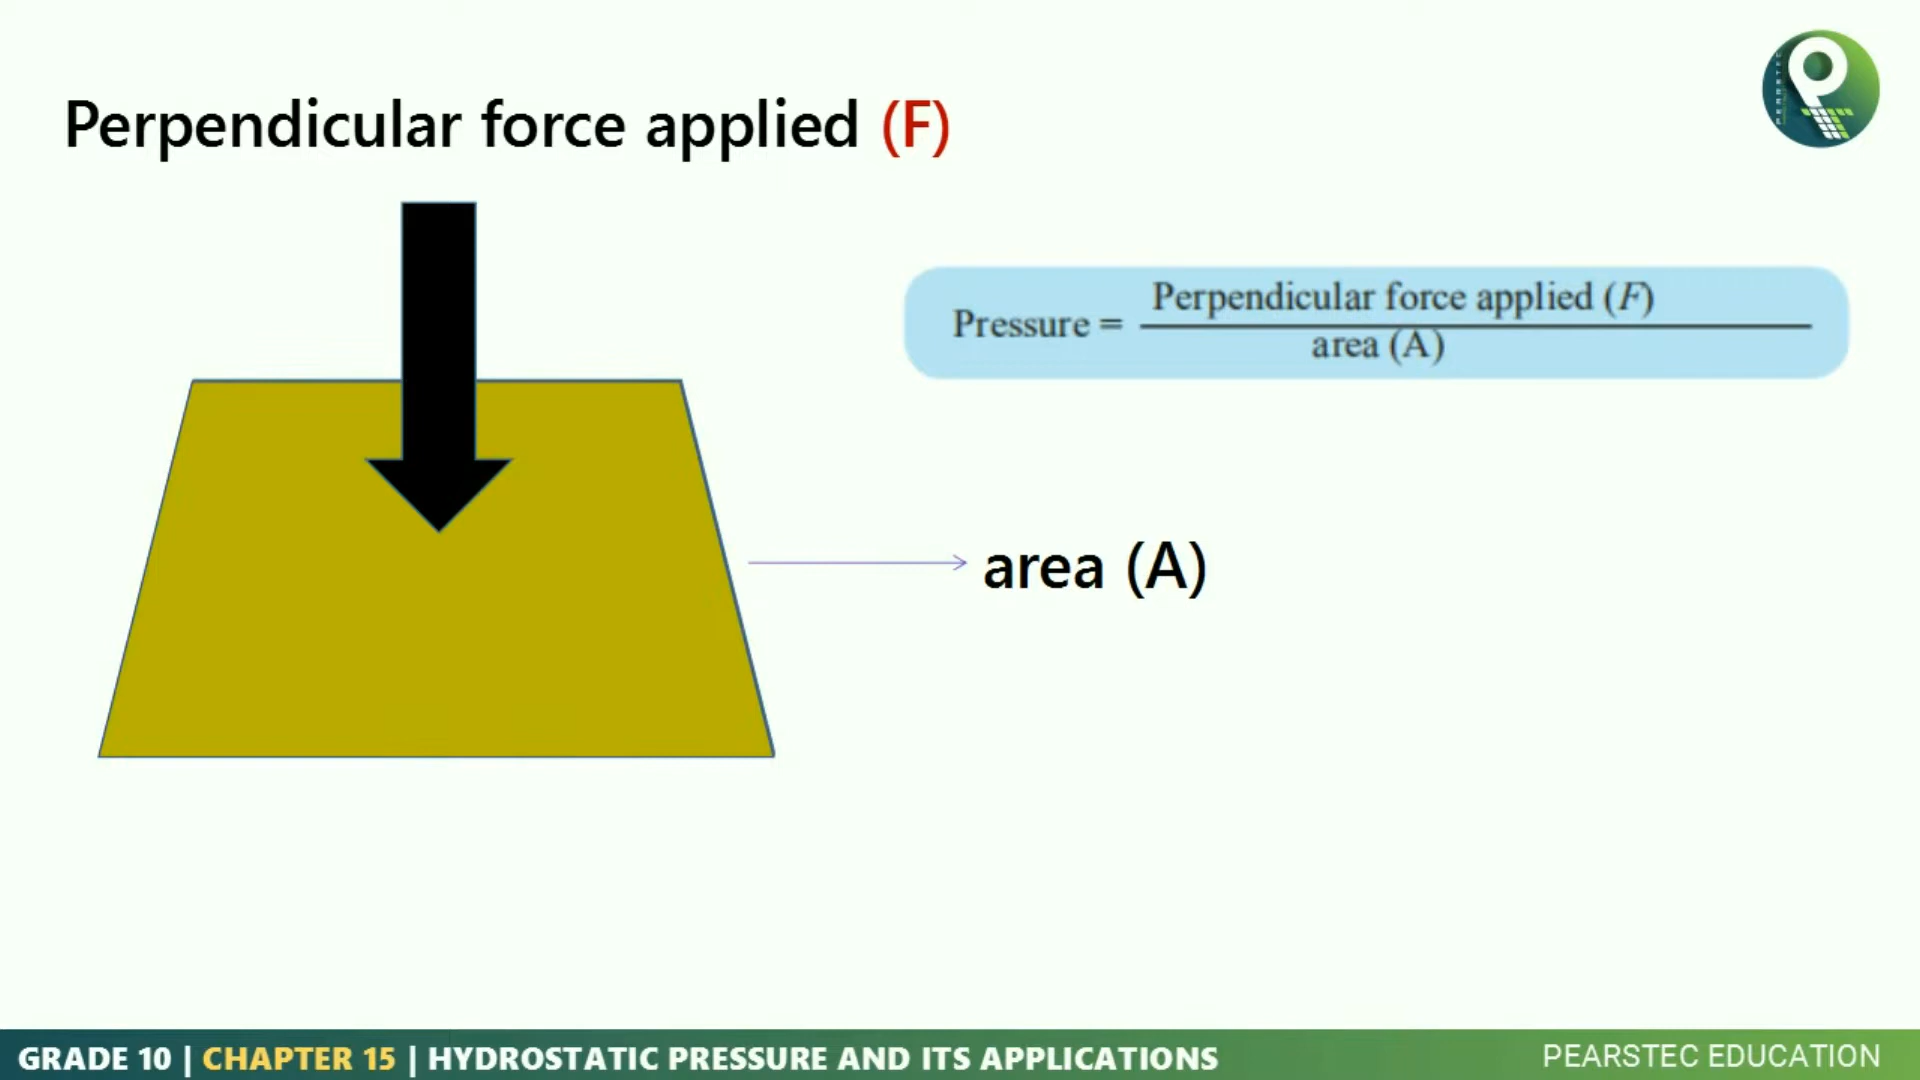 Perpendicular force applied (F)
Pressure = Perpendicular force applied (F)
area (A)
area (A)
GRADE 10 | CHAPTER 15 | HYDROSTATIC PRESSURE AND ITS APPLICATIONS
PEARSTEC EDUCATION